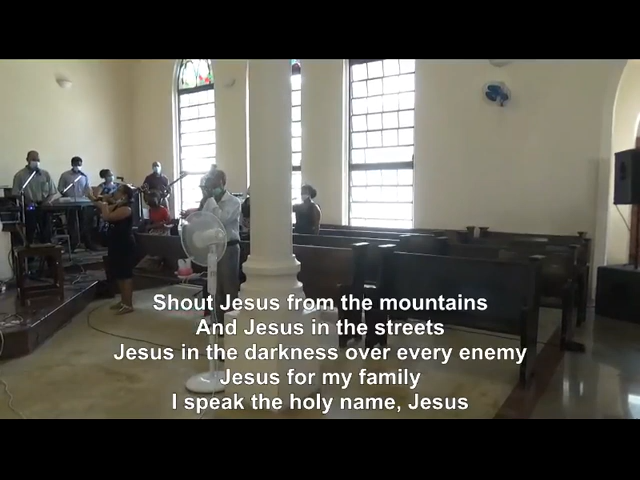 Shout Jesus from the mountains
And Jesus in the streets
Jesus in the darkness over every enemy
Jesus for my family
I speak the holy name, Jesus